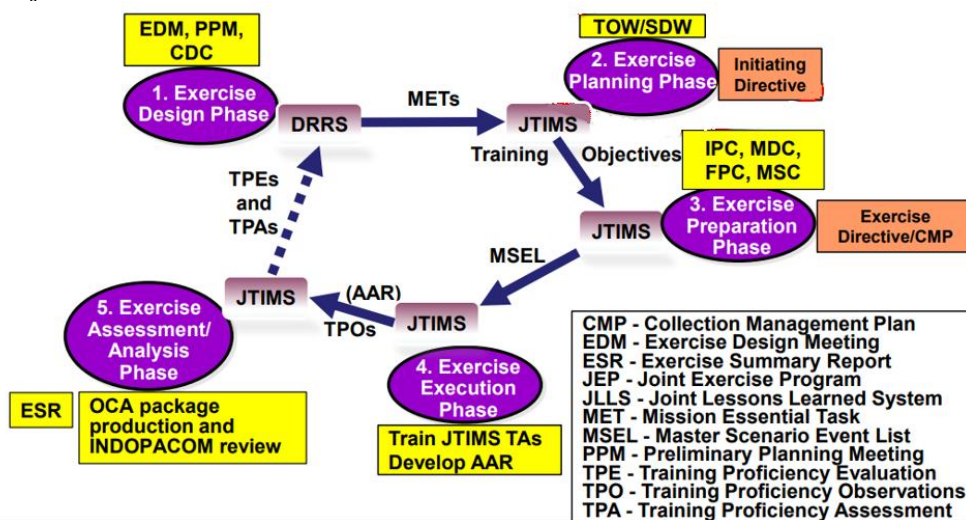 EDM, PPM,
CDC
1. Exercise
Design Phase
DRRS
METs
TOW/SDW
2. Exercise
Planning Phase
Initiating
Directive
JTIMS
Training
Objectives
IPC, MDC,
FPC, MSC
3. Exercise
Preparation
Phase
Exercise
Directive/CMP
JTIMS
MSEL
JTIMS
4. Exercise
Execution
Phase
Train JTIMS TAs
Develop AAR
(AAR)
TPOs
JTIMS
5. Exercise
Assessment/
Analysis
Phase
ESR
OCA package
production and
INDOPACOM review
TPEs
and
TPAs
CMP - Collection Management Plan
EDM - Exercise Design Meeting
ESR - Exercise Summary Report
JEP - Joint Exercise Program
JLLS - Joint Lessons Learned System
MET - Mission Essential Task
MSEL - Master Scenario Event List
PPM - Preliminary Planning Meeting
TPE - Training Proficiency Evaluation
TPO - Training Proficiency Observations
TPA - Training Proficiency Assessment